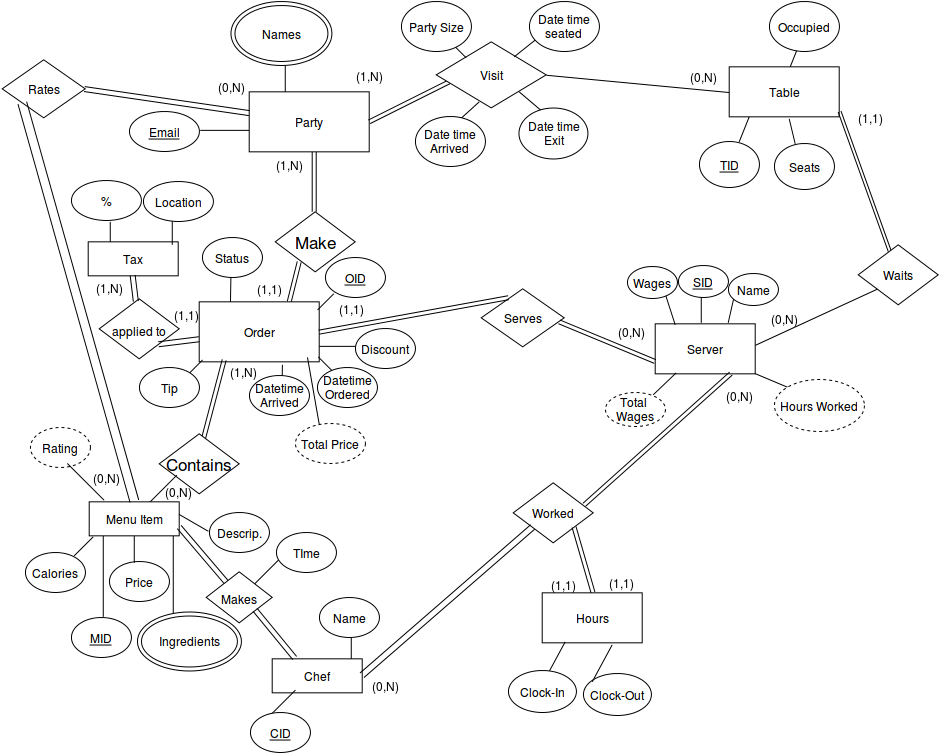 Names
Party Size
Date time
seated
Occupied
Rates
(0,N)
(1,N)
Visit
(0,N)
Table
Email
Party
Date time
Arrived
Date time
Exit
(1,1)
(1,N)
TID
Seats
%
Location
Make
Status
Tax
OID
Waits
(1,N)
(1,1)
Wages
SID
Name
applied to
(1,1)
Order
(1,1)
Serves
(0,N)
(0,N)
Server
Discount
Tip
(1,N)
Datetime
Arrived
Datetime
Ordered
Total
Wages
(0,N)
Hours Worked
Rating
Total Price
Contains
(0,N)
(0,N)
Menu Item
Descrip.
Worked
Calories
Price
TIme
Makes
(1,1)
(1,1)
MID
Ingredients
Name
Hours
Chef
(0,N)
Clock-In
Clock-Out
CID